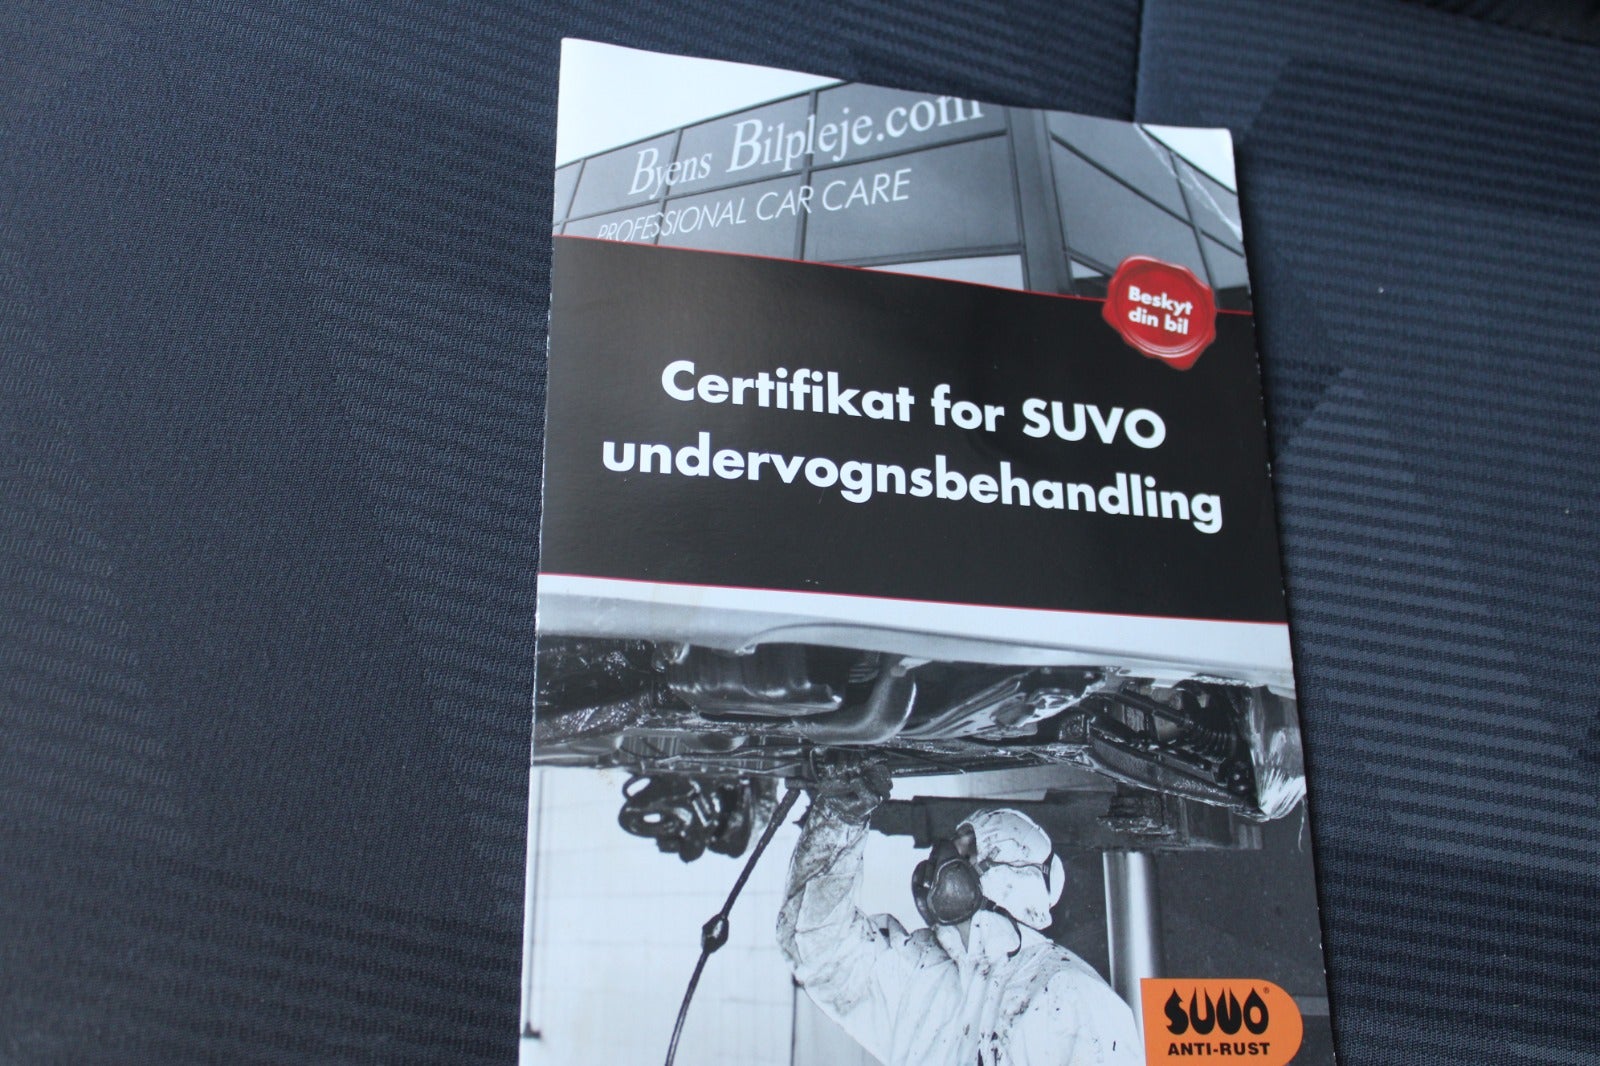 Byens Bilpleje.com
PROFESSIONAL CAR CARE
Beskyt
din bil
Certifikat for SUVO
undervognsbehandling
SUVO®
ANTI-RUST